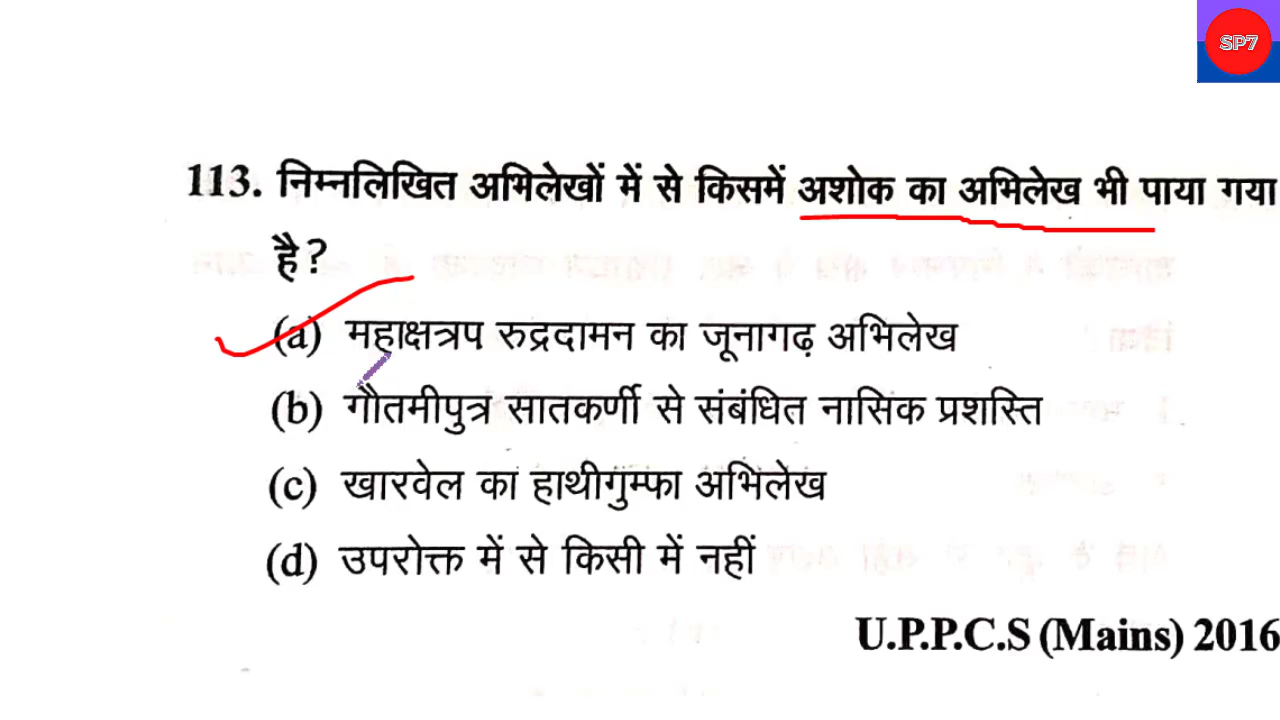 SP7
113. निम्नलिखित अभिलेखों में से किसमें अशोक का अभिलेख भी पाया गया
है?
(a) महाक्षत्रप रुद्रदामन का जूनागढ़ अभिलेख
(b) गौतमीपुत्र सातकर्णी से संबंधित नासिक प्रशस्ति
(c) खारवेल का हाथीगुम्फा अभिलेख
(d) उपरोक्त में से किसी में नहीं
U.P.P.C.S (Mains) 2016